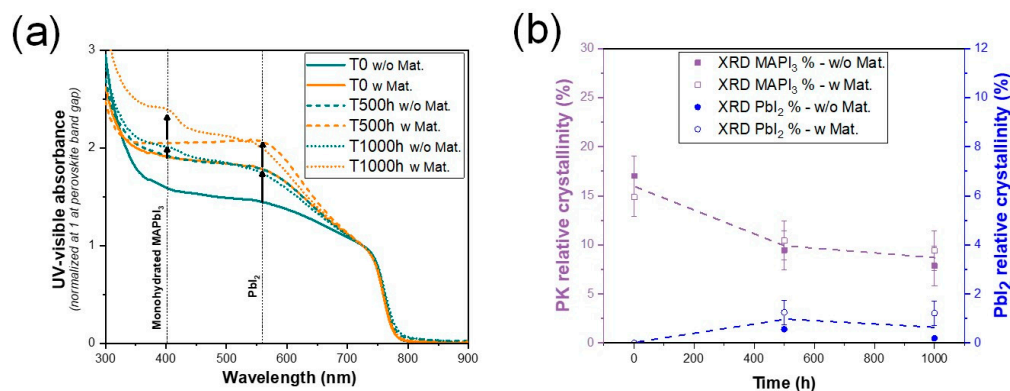 (a)
UV-visible absorbance
(normalized at 1 at perovskite band gap)
3
2
1
0
T0 w/o Mat.
T0 w Mat.
T500h w/o Mat.
T500h w Mat.
T1000h w/o Mat.
T1000h w Mat.
Monohydrated MAPbI3
PbI2
300 400 500 600 700 800 900
Wavelength (nm)
(b)
PK relative crystallinity (%)
30
25
20
15
10
5
0
XRD MAPI3 % - w/o Mat.
XRD MAPI3 % - w Mat.
XRD PbI2 % - w/o Mat.
XRD PbI2 % - w Mat.
12
10
8
6
4
2
0
PbI2 relative crystallinity (%)
0 200 400 600 800 1000
Time (h)